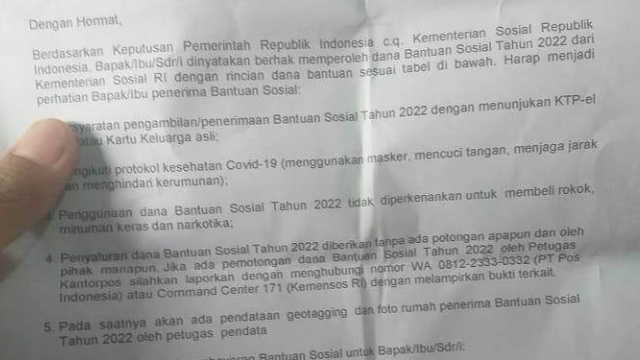 Dengan Hormat,
Berdasarkan Keputusan Pemerintah Republik Indonesia c.q. Kementerian Sosial Republik
Indonesia, Bapak/Ibu/Sdr/i dinyatakan berhak memperoleh dana Bantuan Sosial Tahun 2022 dari
Kementerian Sosial RI dengan rincian dana bantuan sesuai tabel di bawah. Harap menjadi
perhatian Bapak/Ibu penerima Bantuan Sosial:
syaratan pengambilan/penerimaan Bantuan Sosial Tahun 2022 dengan menunjukan KTP-el
atau Kartu Keluarga asli;
ngikuti protokol kesehatan Covid-19 (menggunakan masker, mencuci tangan, menjaga jarak
an menghindari kerumunan);
3. Penggunaan dana Bantuan Sosial Tahun 2022 tidak diperkenankan untuk membeli rokok,
minuman keras dan narkotika;
4. Penyaluran dana Bantuan Sosial Tahun 2022 diberikan tanpa ada potongan apapun dan oleh
pihak manapun. Jika ada pemotongan dana Bantuan Sosial Tahun 2022 oleh Petugas
Kantorpos silahkan laporkan dengan menghubungi nomor WA 0812-2333-0332 (PT Pos
Indonesia) atau Command Center 171 (Kemensos RI) dengan melampirkan bukti terkait.
5. Pada saatnya akan ada pendataan geotagging dan foto rumah penerima Bantuan Sosial
Tahun 2022 oleh petugas pendata
Bantuan Sosial untuk Bapak/Ibu/Sdr/i: